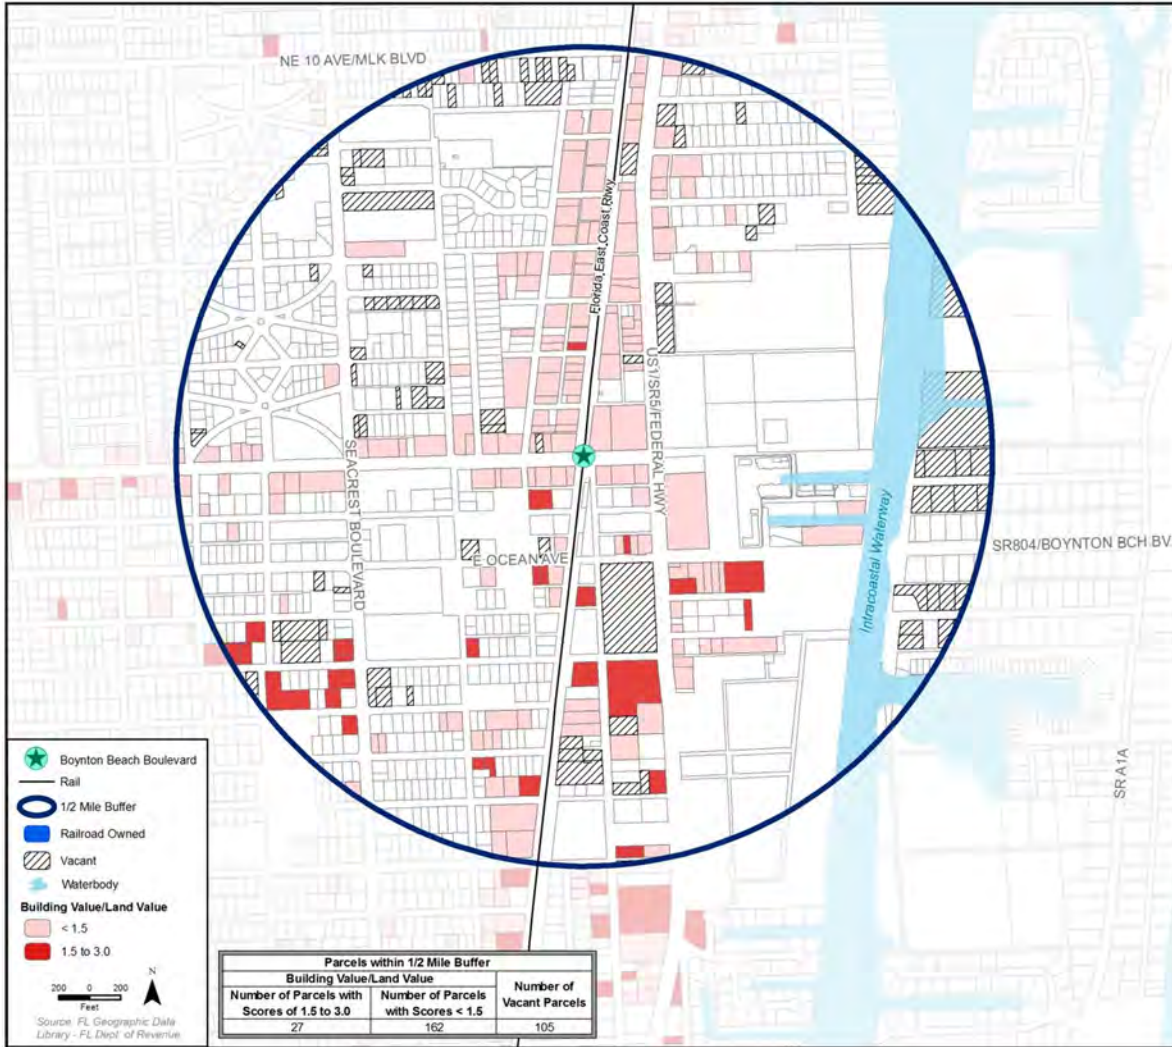 NE 10 AVE/MLK BLVD
Florida East Coast Rlwy
US1/SR5/FEDERAL HWY
SEACREST BOULEVARD
E OCEAN AVE
Intracoastal Waterway
SR804/BOYNTON BCH BV
SR A1A
Boynton Beach Boulevard
Rail
1/2 Mile Buffer
Railroad Owned
Vacant
Waterbody
Building Value/Land Value
< 1.5
1.5 to 3.0
200 0 200
Feet
N
Source: FL Geographic Data
Library - FL Dept. of Revenue
Parcels within 1/2 Mile Buffer
Building Value/Land Value
Number of Parcels with
Scores of 1.5 to 3.0
Number of Parcels
with Scores < 1.5
Number of
Vacant Parcels
27 162 105